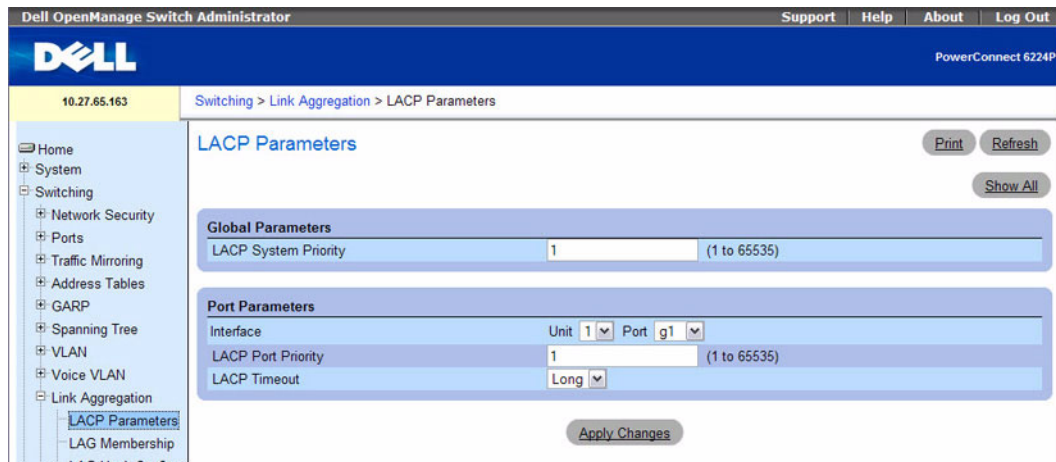 Dell OpenManage Switch Administrator
Support Help About Log Out
DELL
PowerConnect 6224P
10.27.65.163
Switching > Link Aggregation > LACP Parameters
Home
System
Switching
Network Security
Ports
Traffic Mirroring
Address Tables
GARP
Spanning Tree
VLAN
Voice VLAN
Link Aggregation
LACP Parameters
LAG Membership
LACP Parameters
Print Refresh
Show All
Global Parameters
LACP System Priority 1 (1 to 65535)
Port Parameters
Interface Unit 1 Port g1
LACP Port Priority 1 (1 to 65535)
LACP Timeout Long
Apply Changes